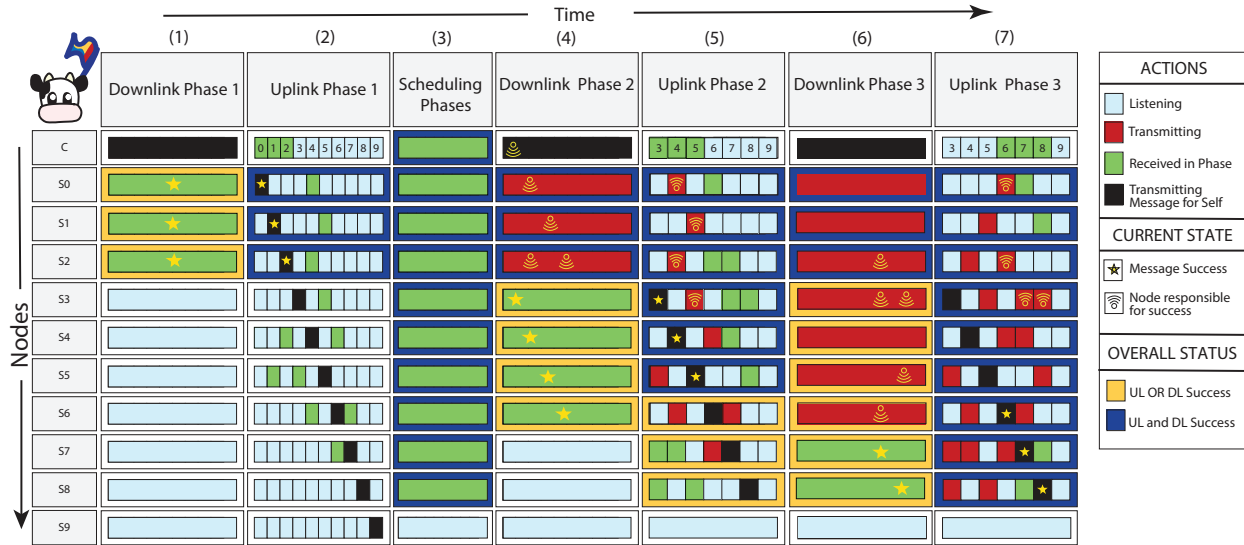 Time
(1) (2) (3) (4) (5) (6) (7)
Downlink Phase 1 Uplink Phase 1 Scheduling Phases Downlink Phase 2 Uplink Phase 2 Downlink Phase 3 Uplink Phase 3
Nodes
C 0 1 2 3 4 5 6 7 8 9 3 4 5 6 7 8 9 3 4 5 6 7 8 9
S0
S1
S2
S3
S4
S5
S6
S7
S8
S9
ACTIONS
Listening
Transmitting
Received in Phase
Transmitting
Message for Self
CURRENT STATE
Message Success
Node responsible
for success
OVERALL STATUS
UL OR DL Success
UL and DL Success